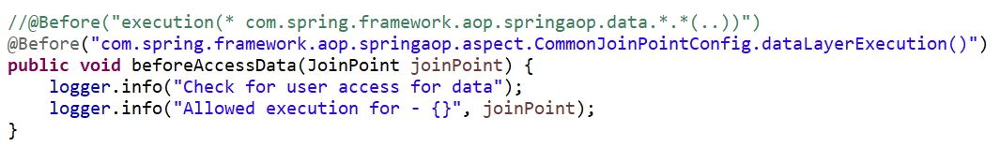 //@Before("execution(* com.spring.framework.aop.springaop.data.*.*(..))")
@Before("com.spring.framework.aop.springaop.aspect.CommonJoinPointConfig.dataLayerExecution()")
public void beforeAccessData(JoinPoint joinPoint) {
    logger.info("Check for user access for data");
    logger.info("Allowed execution for - {}", joinPoint);
}